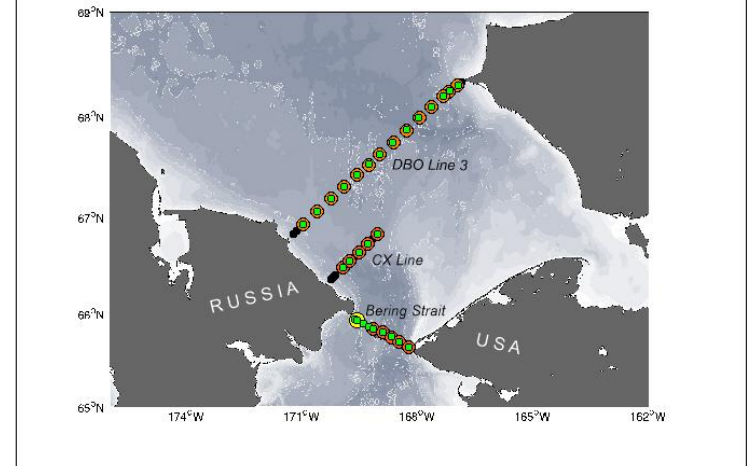 69°N
68°N
DBO Line 3
67°N
CX Line
RUSSIA
66°N
Bering Strait
USA
65°N
174°W 171°W 168°W 165°W 162°W